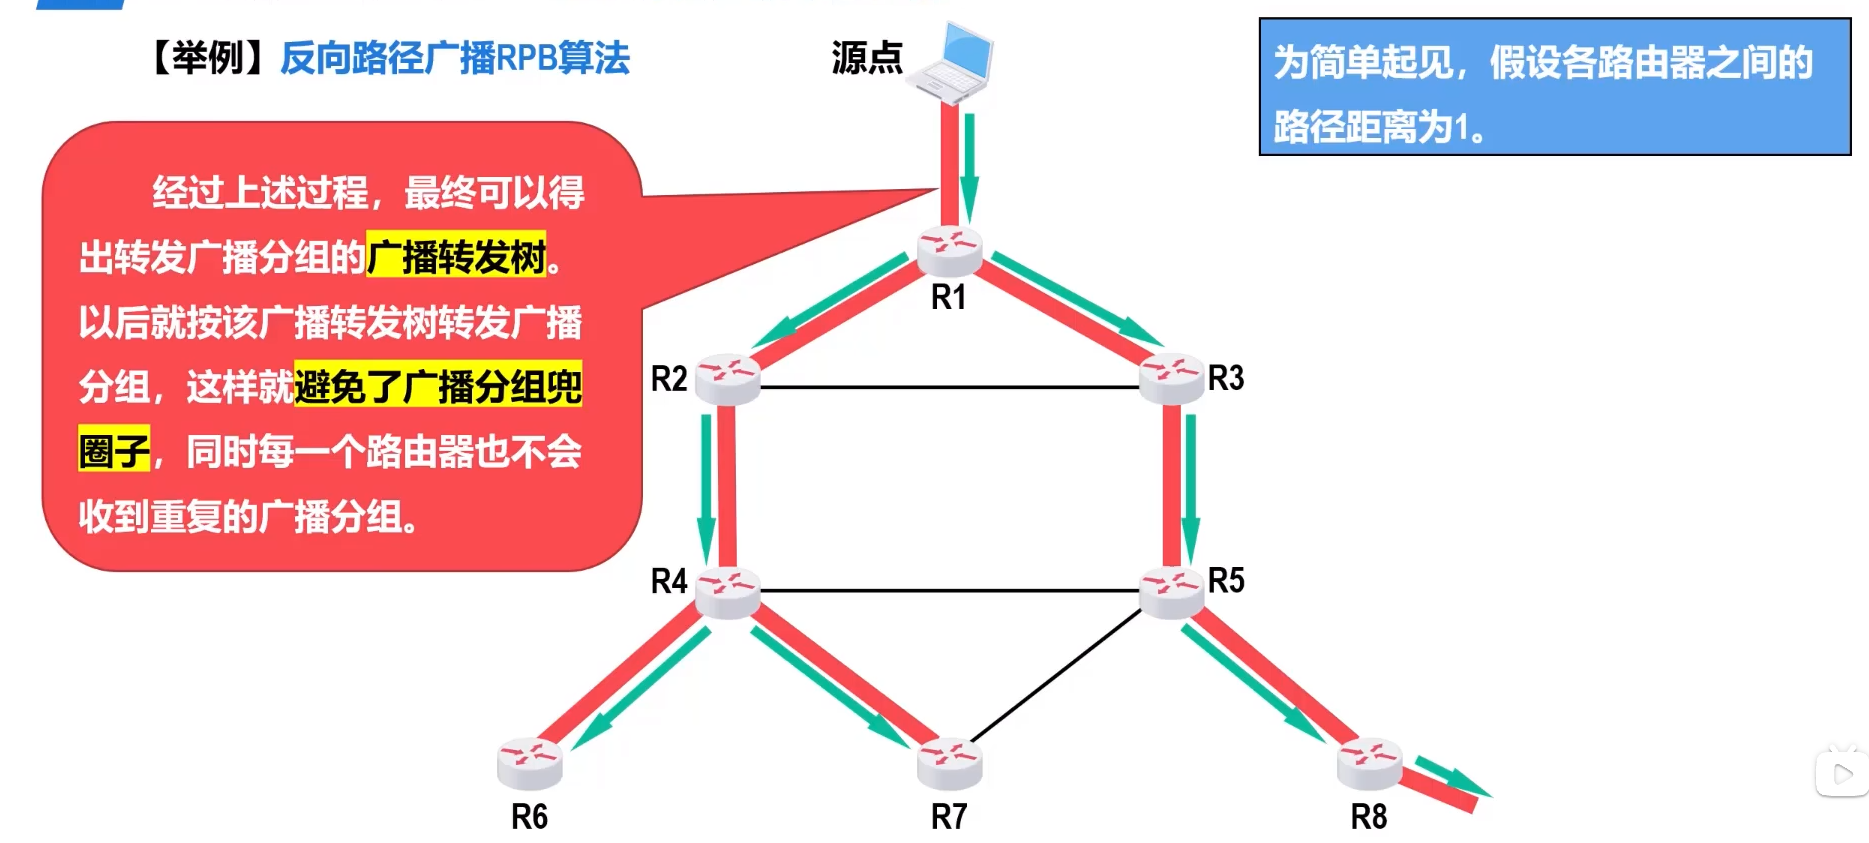 【举例】反向路径广播RPB算法
源点
为简单起见，假设各路由器之间的
路径距离为1。
经过上述过程，最终可以得
出转发广播分组的广播转发树。
以后就按该广播转发树转发广播
分组，这样就避免了广播分组兜
圈子，同时每一个路由器也不会
收到重复的广播分组。
R1
R2
R3
R4
R5
R6
R7
R8